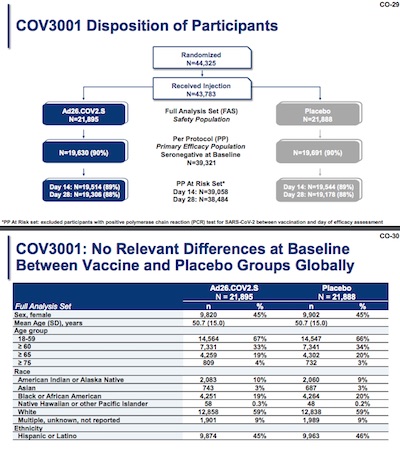 CO-29
COV3001 Disposition of Participants
Randomized
N=44,325
Received Injection
N=43,783
Ad26.COV2.S
N=21,895
Full Analysis Set (FAS)
Safety Population
Placebo
N=21,888
Per Protocol (PP)
Primary Efficacy Population
Seronegative at Baseline
N=39,321
N=19,630 (90%)
N=19,691 (90%)
Day 14: N=19,514 (89%)
Day 28: N=19,306 (88%)
PP At Risk set*
Day 14: N=39,058
Day 28: N=38,484
Day 14: N=19,544 (89%)
Day 28: N=19,178 (88%)
*PP At Risk set: excluded participants with positive polymerase chain reaction (PCR) test for SARS-CoV-2 between vaccination and day of efficacy assessment
CO-30
COV3001: No Relevant Differences at Baseline
Between Vaccine and Placebo Groups Globally
Ad26.COV2.S Placebo
N = 21,895 N = 21,888
Full Analysis Set n % n %
Sex, female 9,820 45% 9,902 45%
Mean Age (SD), years 50.7 (15.0) 50.7 (15.0)
Age group
18-59 14,564 67% 14,547 66%
≥ 60 7,331 33% 7,341 34%
≥ 65 4,259 19% 4,302 20%
≥ 75 809 4% 732 3%
Race
American Indian or Alaska Native 2,083 10% 2,060 9%
Asian 743 3% 687 3%
Black or African American 4,251 19% 4,264 20%
Native Hawaiian or other Pacific Islander 58 0.3% 48 0.2%
White 12,858 59% 12,838 59%
Multiple, unknown, not reported 1,901 9% 1,989 9%
Ethnicity
Hispanic or Latino 9,874 45% 9,963 46%